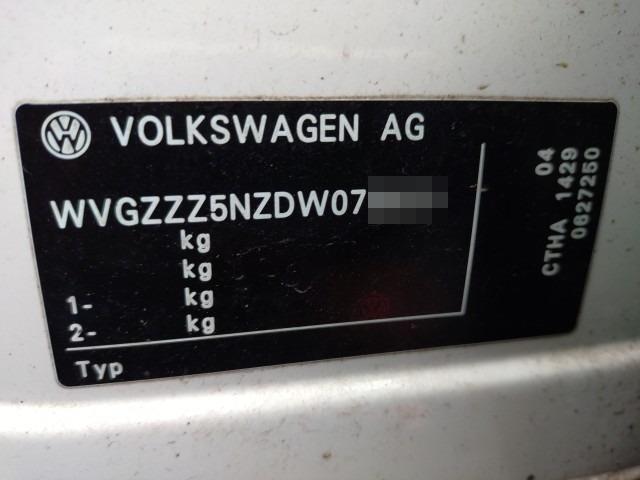 VOLKSWAGEN AG
WVGZZZ5NZDW07
kg
kg
1- kg
2- kg
Typ
04
CTHA 1429
0827250